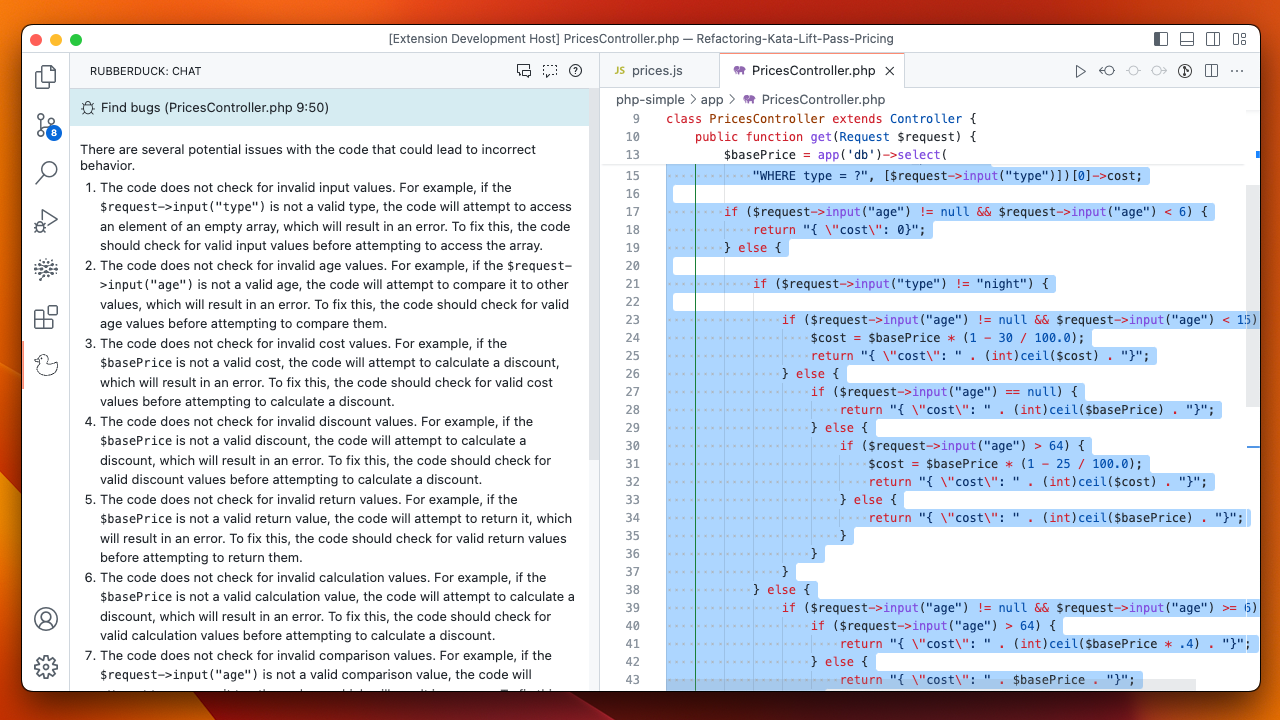 [Extension Development Host] PricesController.php — Refactoring-Kata-Lift-Pass-Pricing
8
RUBBERDUCK: CHAT
Find bugs (PricesController.php 9:50)
There are several potential issues with the code that could lead to incorrect
behavior.
1. The code does not check for invalid input values. For example, if the
$request->input("type") is not a valid type, the code will attempt to access
an element of an empty array, which will result in an error. To fix this, the code
should check for valid input values before attempting to access the array.
2. The code does not check for invalid age values. For example, if the $request-
>input("age") is not a valid age, the code will attempt to compare it to other
values, which will result in an error. To fix this, the code should check for valid
age values before attempting to compare them.
3. The code does not check for invalid cost values. For example, if the
$basePrice is not a valid cost, the code will attempt to calculate a discount,
which will result in an error. To fix this, the code should check for valid cost
values before attempting to calculate a discount.
4. The code does not check for invalid discount values. For example, if the
$basePrice is not a valid discount, the code will attempt to calculate a
discount, which will result in an error. To fix this, the code should check for
valid discount values before attempting to calculate a discount.
5. The code does not check for invalid return values. For example, if the
$basePrice is not a valid return value, the code will attempt to return it, which
will result in an error. To fix this, the code should check for valid return values
before attempting to return them.
6. The code does not check for invalid calculation values. For example, if the
$basePrice is not a valid calculation value, the code will attempt to calculate a
discount, which will result in an error. To fix this, the code should check for
valid calculation values before attempting to calculate a discount.
7. The code does not check for invalid comparison values. For example, if the
$request->input("age") is not a valid comparison value, the code will
JS prices.js
PricesController.php
php-simple > app > PricesController.php
9 class PricesController extends Controller {
10 public function get(Request $request) {
13 $basePrice = app('db')->select(
15 "WHERE type = ?", [$request->input("type")])[0]->cost;
16
17 if ($request->input("age") != null && $request->input("age") < 6) {
18 return "{ \"cost\": 0}";
19 } else {
20
21 if ($request->input("type") != "night") {
22
23 if ($request->input("age") != null && $request->input("age") < 15)
24 $cost = $basePrice * (1 - 30 / 100.0);
25 return "{ \"cost\": " . (int)ceil($cost) . "}";
26 } else {
27 if ($request->input("age") == null) {
28 return "{ \"cost\": " . (int)ceil($basePrice) . "}";
29 } else {
30 if ($request->input("age") > 64) {
31 $cost = $basePrice * (1 - 25 / 100.0);
32 return "{ \"cost\": " . (int)ceil($cost) . "}";
33 } else {
34 return "{ \"cost\": " . (int)ceil($basePrice) . "}";
35 }
36 }
37 }
38 } else {
39 if ($request->input("age") != null && $request->input("age") >= 6)
40 if ($request->input("age") > 64) {
41 return "{ \"cost\": " . (int)ceil($basePrice * .4) . "}";
42 } else {
43 return "{ \"cost\": " . $basePrice . "}";